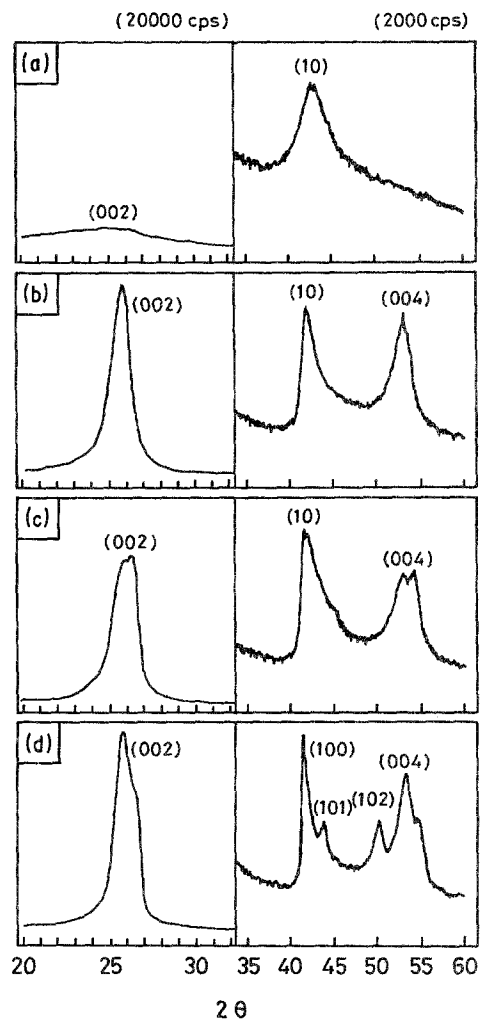 (20000 cps) (2000 cps)
(a) (002) (10)
(b) (002) (10) (004)
(c) (002) (10) (004)
(d) (002) (100) (101) (102) (004)
20 25 30 35 40 45 50 55 60
2 θ